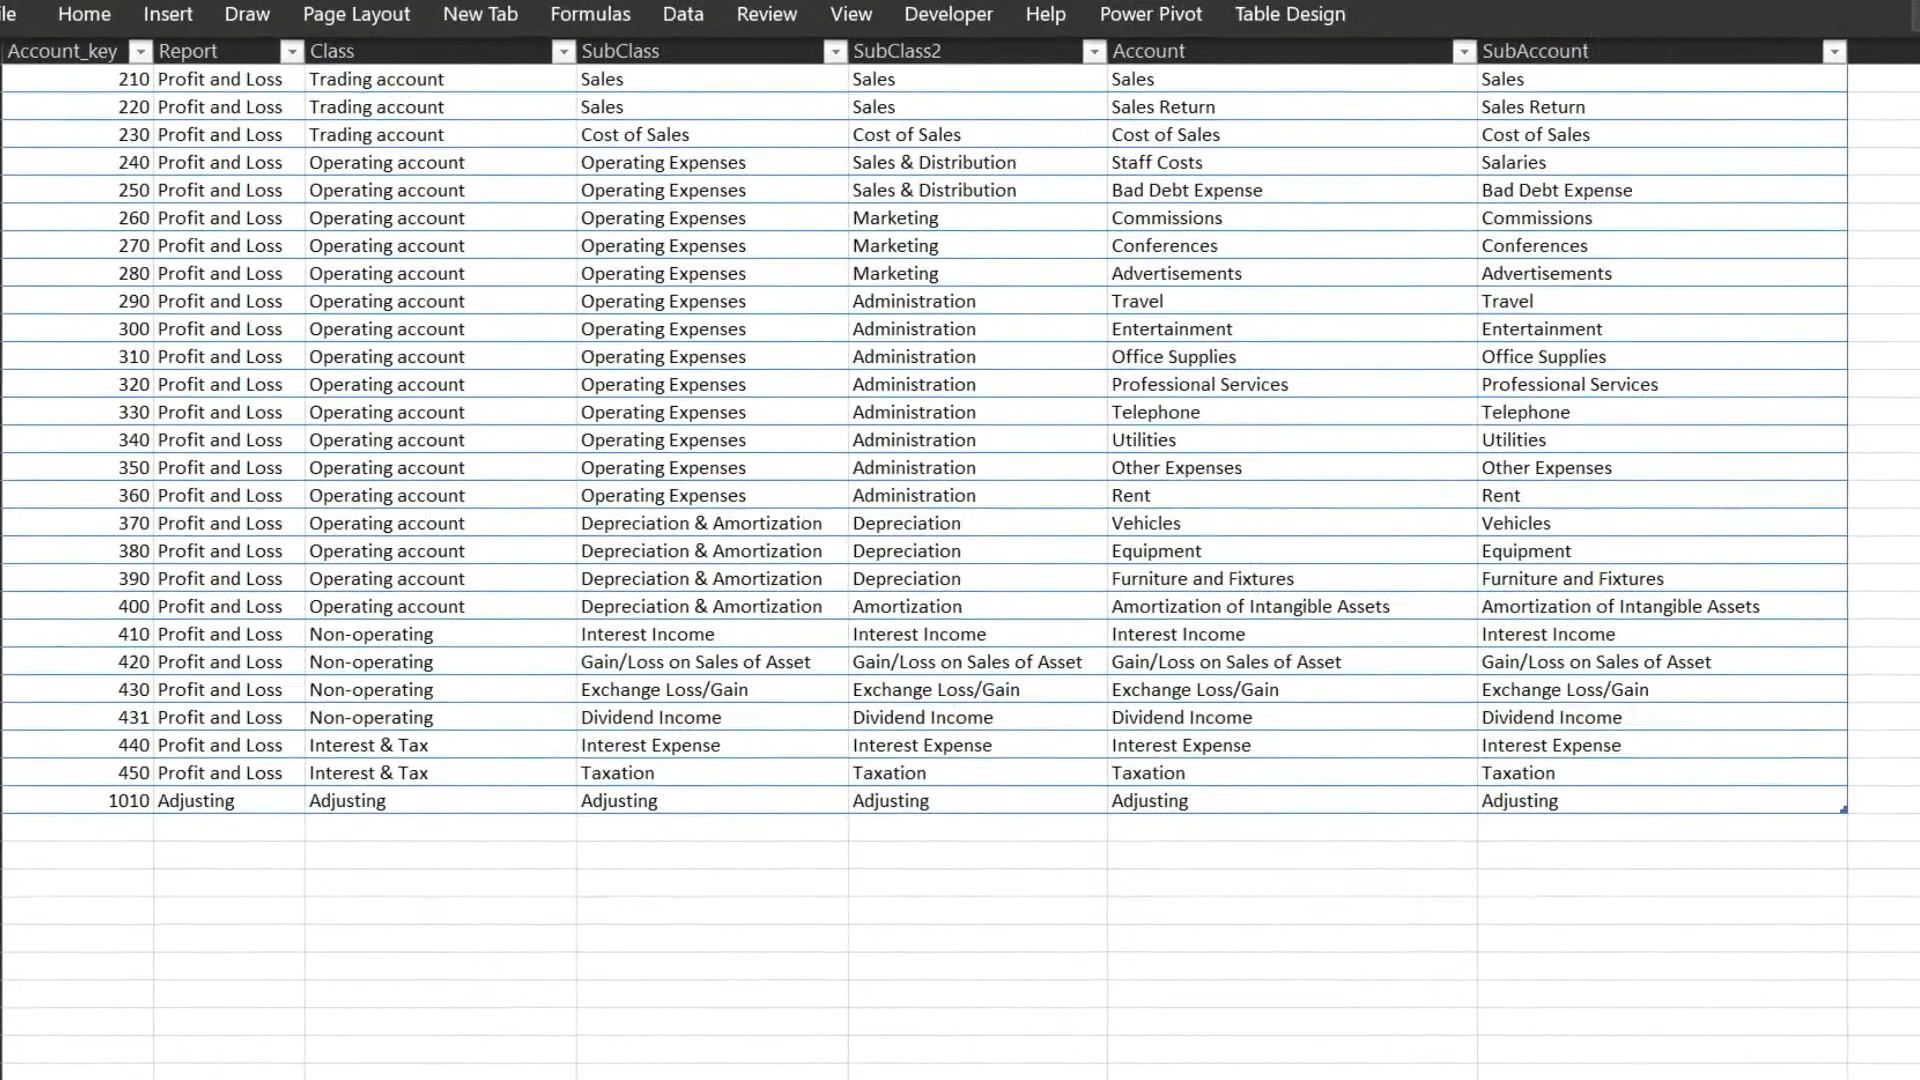 le Home Insert Draw Page Layout New Tab Formulas Data Review View Developer Help Power Pivot Table Design
Account_key Report Class SubClass SubClass2 Account SubAccount
210 Profit and Loss Trading account Sales Sales Sales Sales
220 Profit and Loss Trading account Sales Sales Sales Return Sales Return
230 Profit and Loss Trading account Cost of Sales Cost of Sales Cost of Sales Cost of Sales
240 Profit and Loss Operating account Operating Expenses Sales & Distribution Staff Costs Salaries
250 Profit and Loss Operating account Operating Expenses Sales & Distribution Bad Debt Expense Bad Debt Expense
260 Profit and Loss Operating account Operating Expenses Marketing Commissions Commissions
270 Profit and Loss Operating account Operating Expenses Marketing Conferences Conferences
280 Profit and Loss Operating account Operating Expenses Marketing Advertisements Advertisements
290 Profit and Loss Operating account Operating Expenses Administration Travel Travel
300 Profit and Loss Operating account Operating Expenses Administration Entertainment Entertainment
310 Profit and Loss Operating account Operating Expenses Administration Office Supplies Office Supplies
320 Profit and Loss Operating account Operating Expenses Administration Professional Services Professional Services
330 Profit and Loss Operating account Operating Expenses Administration Telephone Telephone
340 Profit and Loss Operating account Operating Expenses Administration Utilities Utilities
350 Profit and Loss Operating account Operating Expenses Administration Other Expenses Other Expenses
360 Profit and Loss Operating account Operating Expenses Administration Rent Rent
370 Profit and Loss Operating account Depreciation & Amortization Depreciation Vehicles Vehicles
380 Profit and Loss Operating account Depreciation & Amortization Depreciation Equipment Equipment
390 Profit and Loss Operating account Depreciation & Amortization Depreciation Furniture and Fixtures Furniture and Fixtures
400 Profit and Loss Operating account Depreciation & Amortization Amortization Amortization of Intangible Assets Amortization of Intangible Assets
410 Profit and Loss Non-operating Interest Income Interest Income Interest Income Interest Income
420 Profit and Loss Non-operating Gain/Loss on Sales of Asset Gain/Loss on Sales of Asset Gain/Loss on Sales of Asset Gain/Loss on Sales of Asset
430 Profit and Loss Non-operating Exchange Loss/Gain Exchange Loss/Gain Exchange Loss/Gain Exchange Loss/Gain
431 Profit and Loss Non-operating Dividend Income Dividend Income Dividend Income Dividend Income
440 Profit and Loss Interest & Tax Interest Expense Interest Expense Interest Expense Interest Expense
450 Profit and Loss Interest & Tax Taxation Taxation Taxation Taxation
1010 Adjusting Adjusting Adjusting Adjusting Adjusting Adjusting